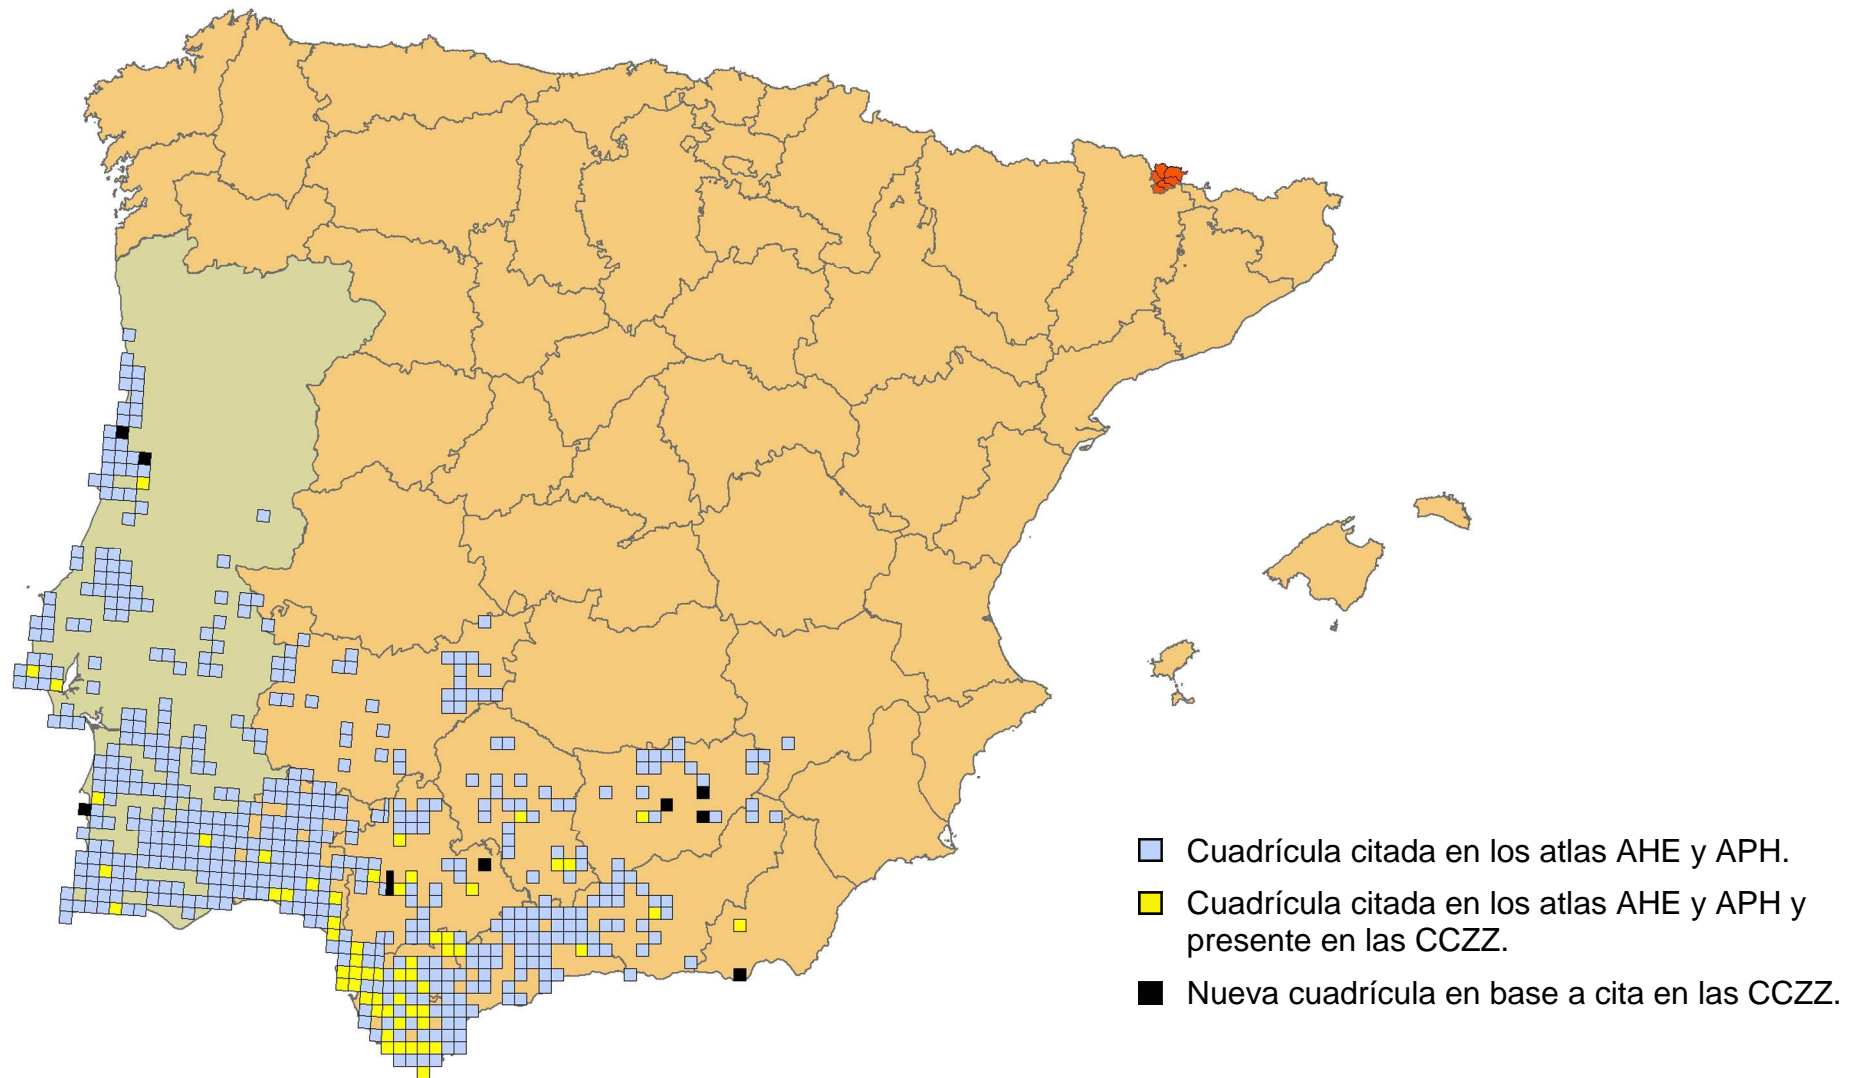 Cuadrícula citada en los atlas AHE y APH.
Cuadrícula citada en los atlas AHE y APH y
presente en las CCZZ.
Nueva cuadrícula en base a cita en las CCZZ.